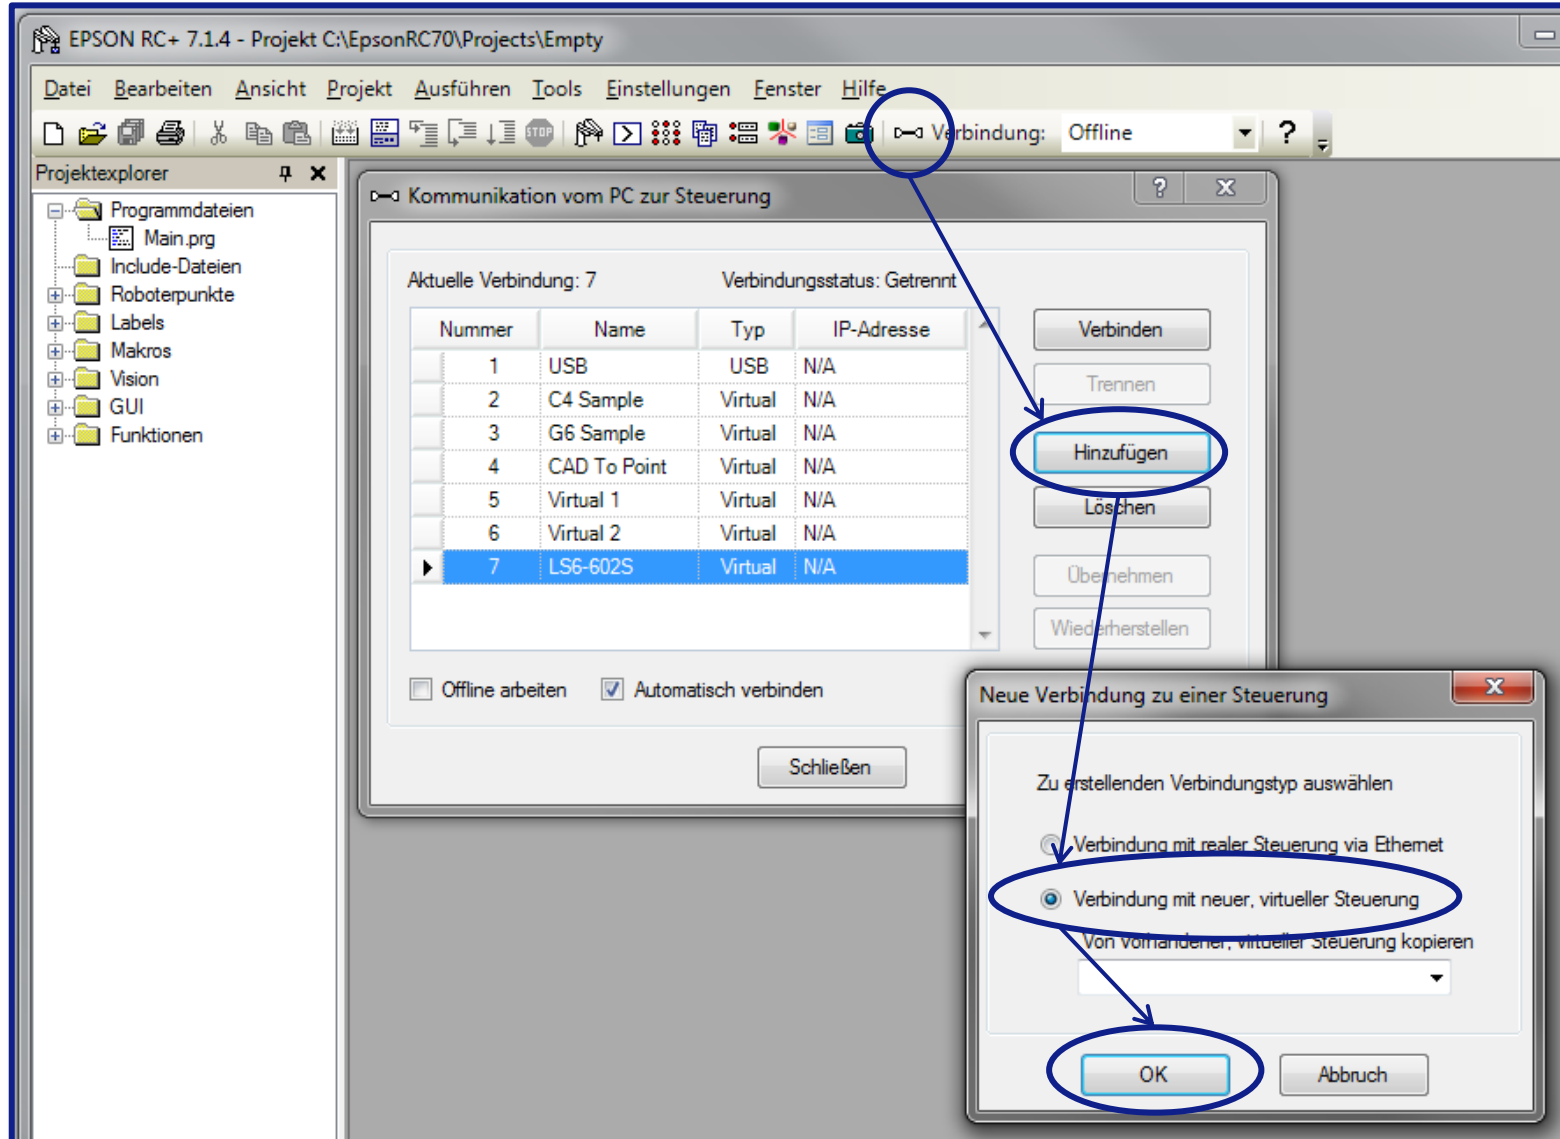 EPSON RC+ 7.1.4 - Projekt C:\EpsonRC70\Projects\Empty
Datei Bearbeiten Ansicht Projekt Ausführen Tools Einstellungen Fenster Hilfe
STOP Verbindung: Offline ?
Projektexplorer
Programmdateien
Main.prg
Include-Dateien
Roboterpunkte
Labels
Makros
Vision
GUI
Funktionen
Kommunikation vom PC zur Steuerung
Aktuelle Verbindung: 7 Verbindungsstatus: Getrennt
Nummer Name Typ IP-Adresse
1 USB USB N/A
2 C4 Sample Virtual N/A
3 G6 Sample Virtual N/A
4 CAD To Point Virtual N/A
5 Virtual 1 Virtual N/A
6 Virtual 2 Virtual N/A
7 LS6-602S Virtual N/A
Verbinden
Trennen
Hinzufügen
Löschen
Übernehmen
Wiederherstellen
Offline arbeiten Automatisch verbinden
Schließen
Neue Verbindung zu einer Steuerung
Zu erstellenden Verbindungstyp auswählen
Verbindung mit realer Steuerung via Ethernet
Verbindung mit neuer, virtueller Steuerung
Von vorhandener, virtueller Steuerung kopieren
OK Abbruch